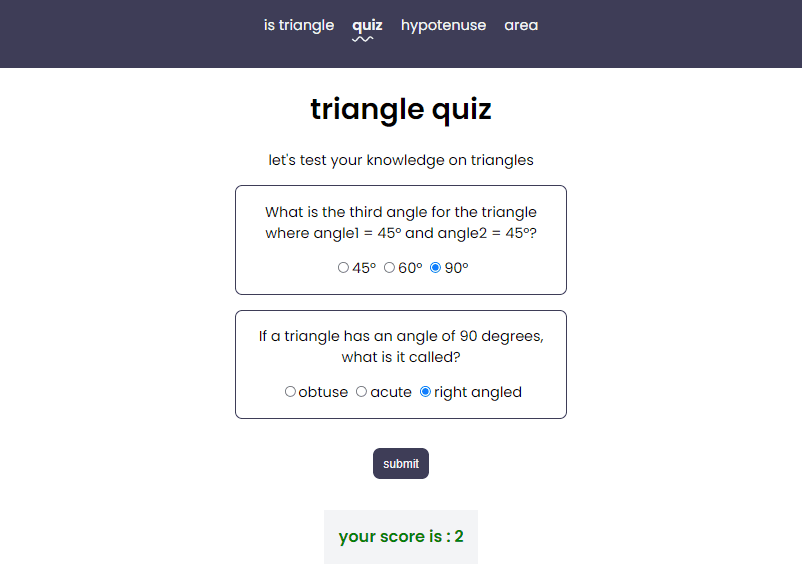 is triangle quiz hypotenuse area
triangle quiz
let's test your knowledge on triangles
What is the third angle for the triangle
where angle1 = 45° and angle2 = 45°?
45° 60° 90°
If a triangle has an angle of 90 degrees,
what is it called?
obtuse acute right angled
submit
your score is : 2